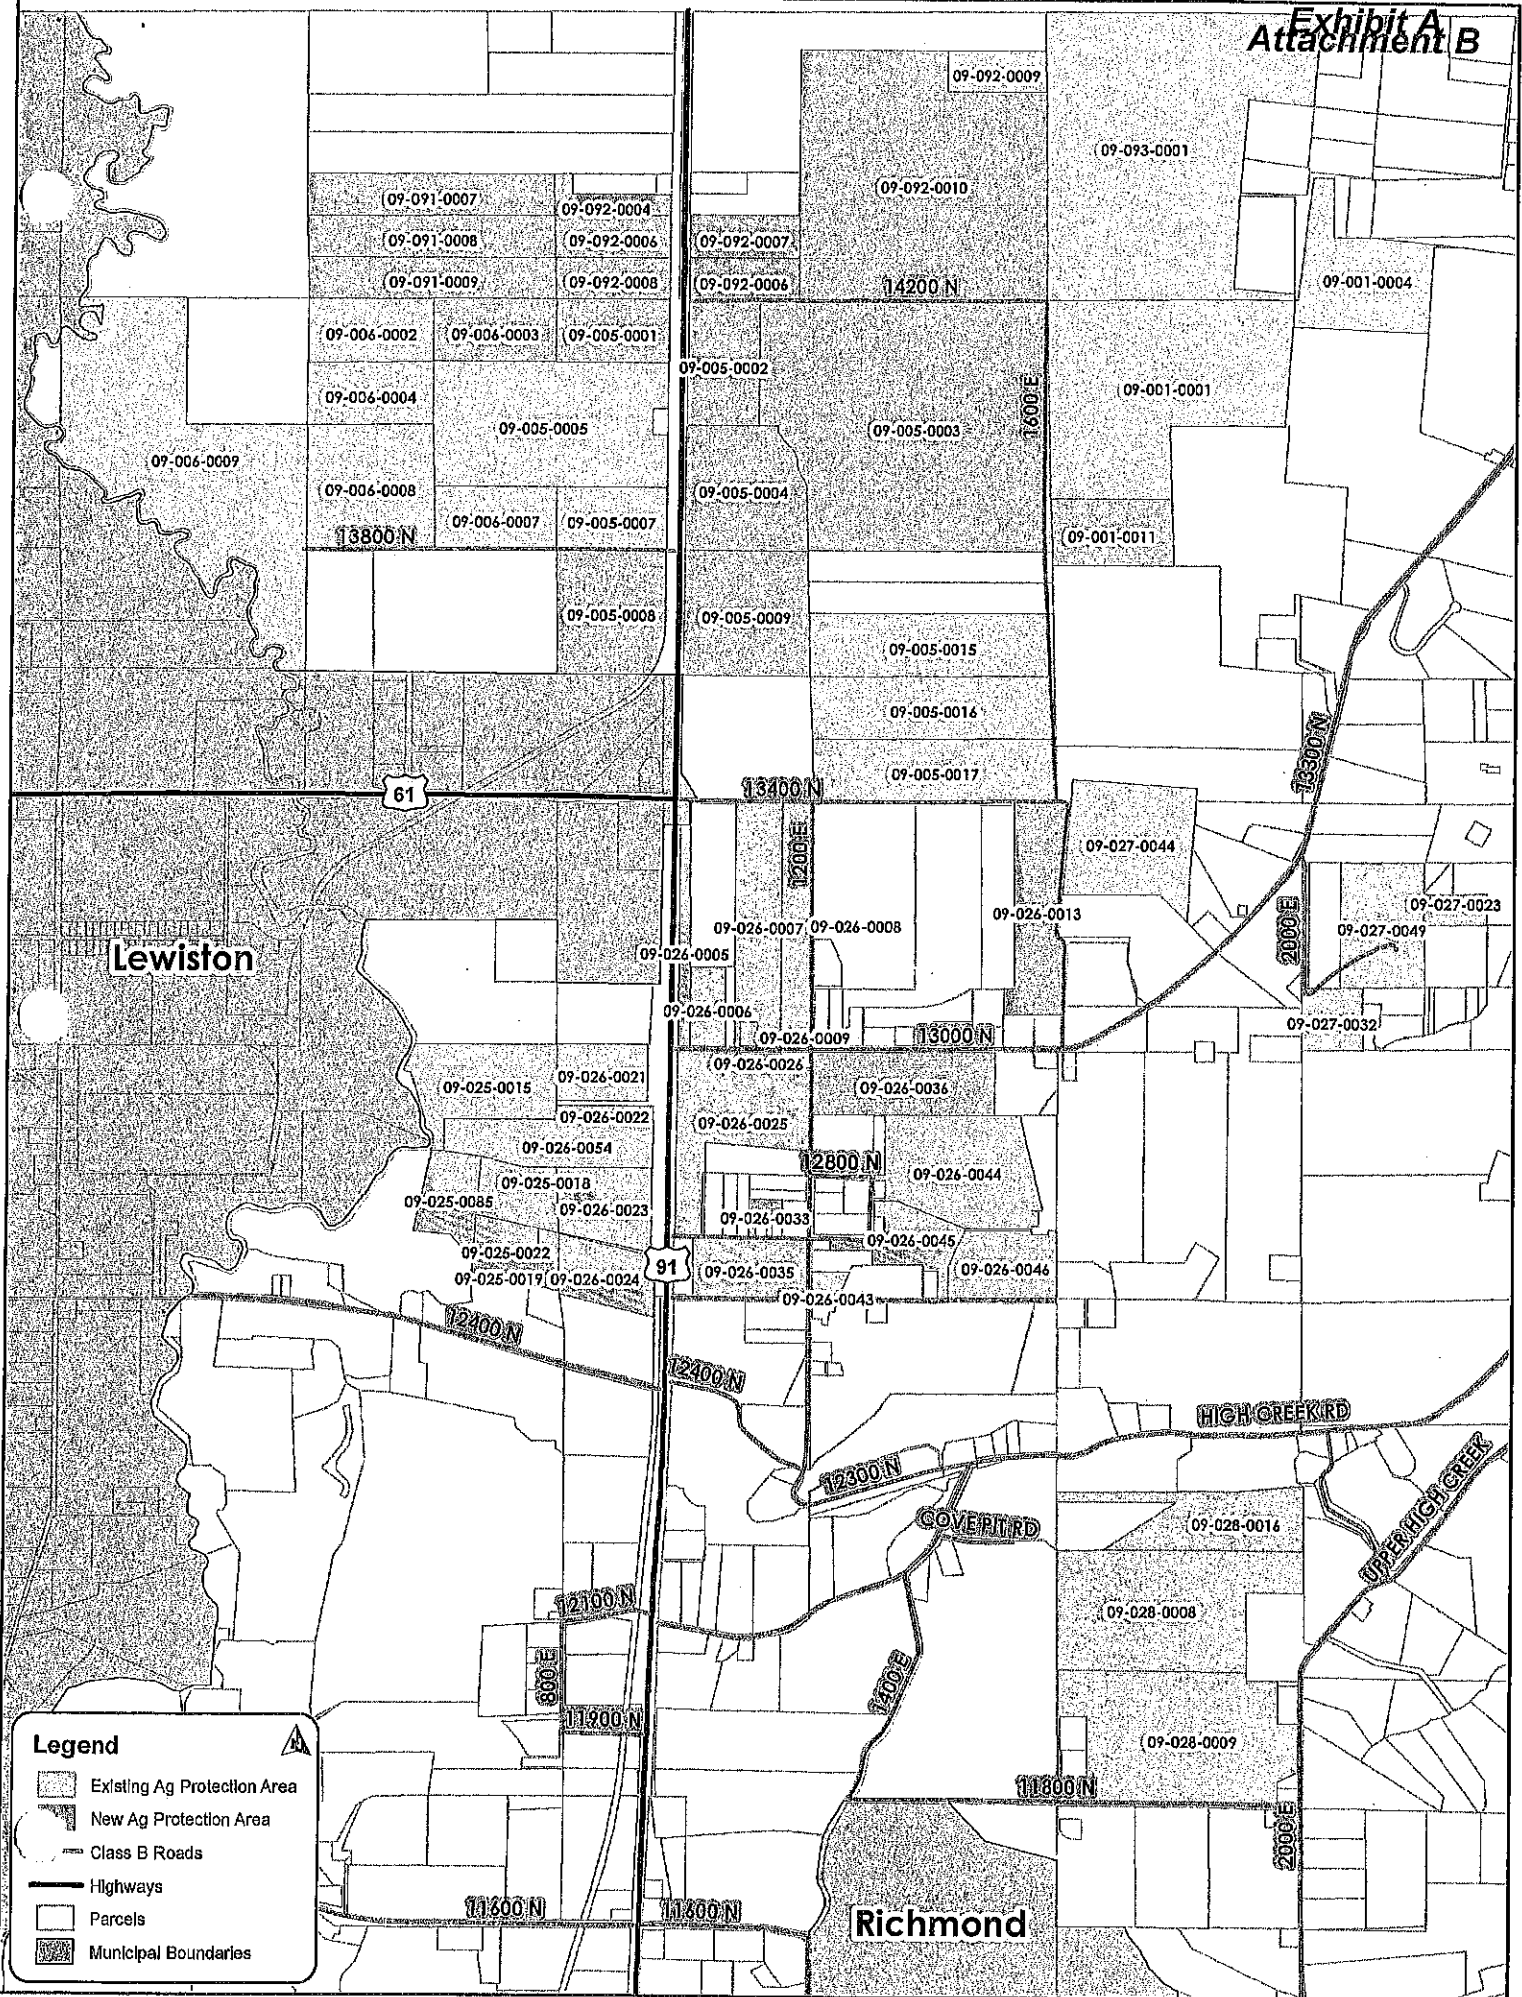 Exhibit A
Attachment B
09-092-0009
09-093-0001
09-092-0010
09-091-0007
09-092-0004
09-091-0008
09-092-0006
09-092-0007
09-091-0009
09-092-0008
09-092-0006
14200 N
09-001-0004
09-006-0002
09-006-0003
09-005-0001
09-005-0002
09-006-0004
1600 E
09-001-0001
09-005-0005
09-005-0003
09-006-0009
09-006-0008
09-005-0004
09-006-0007
09-005-0007
13800 N
09-001-0011
09-005-0008
09-005-0009
09-005-0015
09-005-0016
13300 N
09-005-0017
61
13400 N
1200 E
09-027-0044
09-026-0007
09-026-0008
09-026-0013
2000 E
09-027-0023
09-027-0049
Lewiston
09-026-0005
09-026-0006
09-027-0032
09-026-0009
13000 N
09-026-0026
09-025-0015
09-026-0021
09-026-0036
09-026-0022
09-026-0025
09-026-0054
12800 N
09-025-0018
09-026-0044
09-025-0085
09-026-0023
09-026-0033
09-025-0022
09-026-0045
91
09-025-0019
09-026-0024
09-026-0035
09-026-0046
09-026-0043
12400 N
12400 N
HIGH CREEK RD
12300 N
UPPER HIGH CREEK
COVE PIT RD
09-028-0016
12100 N
09-028-0008
800 E
1400 E
11900 N
09-028-0009
11800 N
2000 E
11600 N
11600 N
Richmond
Legend
Existing Ag Protection Area
New Ag Protection Area
Class B Roads
Highways
Parcels
Municipal Boundaries